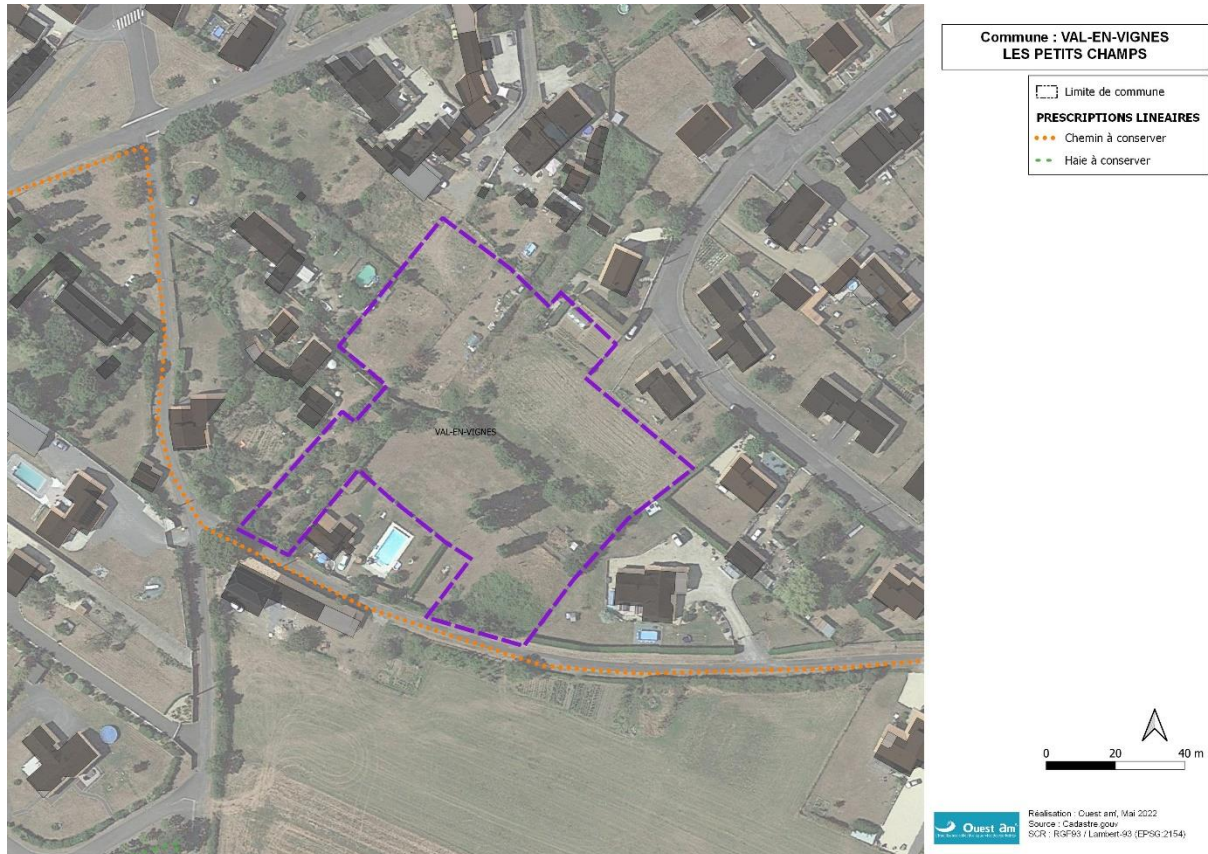 Commune : VAL-EN-VIGNES
LES PETITS CHAMPS
Limite de commune
PRESCRIPTIONS LINEAIRES
Chemin à conserver
Haie à conserver
VAL-EN-VIGNES
0 20 40 m
Ouest am'
Réalisation : Ouest am', Mai 2022
Source : Cadastre.gouv
SCR : RGF93 / Lambert-93 (EPSG:2154)